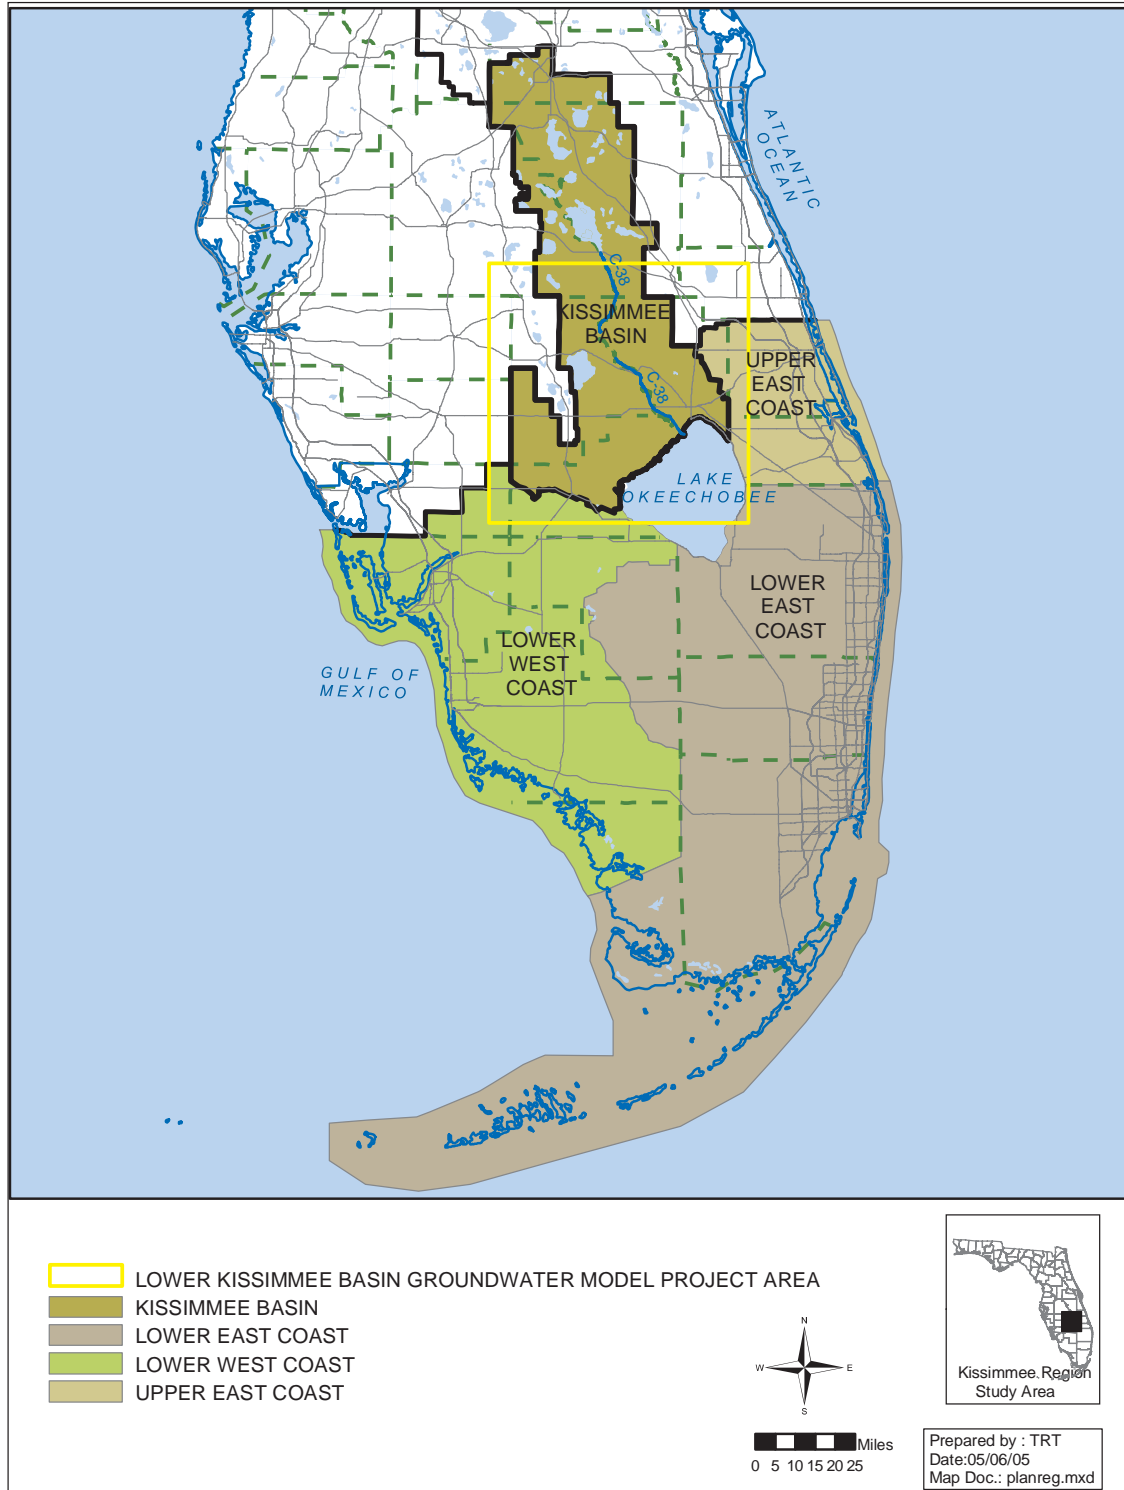 ATLANTIC
OCEAN
C-38
KISSIMMEE
BASIN
UPPER
EAST
COAST
C-38
LAKE
OKEECHOBEE
LOWER
EAST
COAST
LOWER
WEST
COAST
GULF OF
MEXICO
LOWER KISSIMMEE BASIN GROUNDWATER MODEL PROJECT AREA
KISSIMMEE BASIN
LOWER EAST COAST
LOWER WEST COAST
UPPER EAST COAST
N
W E
S
Miles
0 5 10 15 20 25
Kissimmee Region
Study Area
Prepared by : TRT
Date:05/06/05
Map Doc.: planreg.mxd